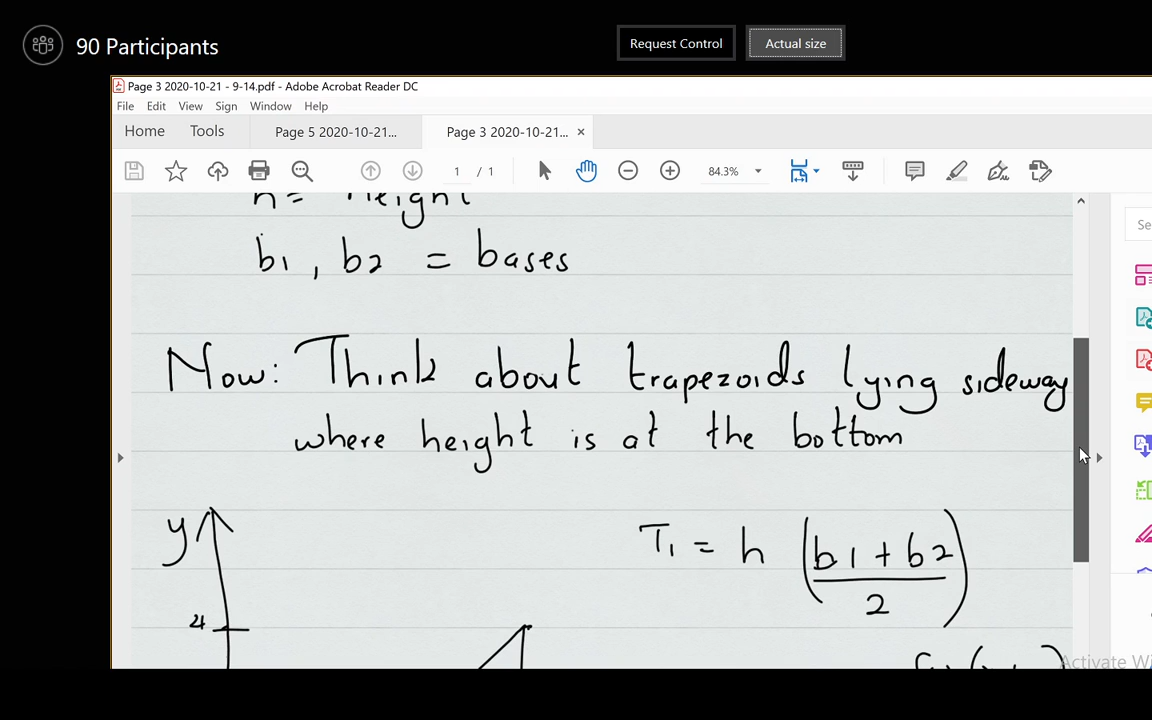 90 Participants
Request Control
Actual size
Page 3 2020-10-21 - 9-14.pdf - Adobe Acrobat Reader DC
File Edit View Sign Window Help
Home Tools Page 5 2020-10-21... Page 3 2020-10-21... ×
1 / 1 84.3%
h = height
b1 , b2 = bases
Now: Think about trapezoids lying sideway
where height is at the bottom
y
T1 = h (b1 + b2 / 2)
4
Activate Wi